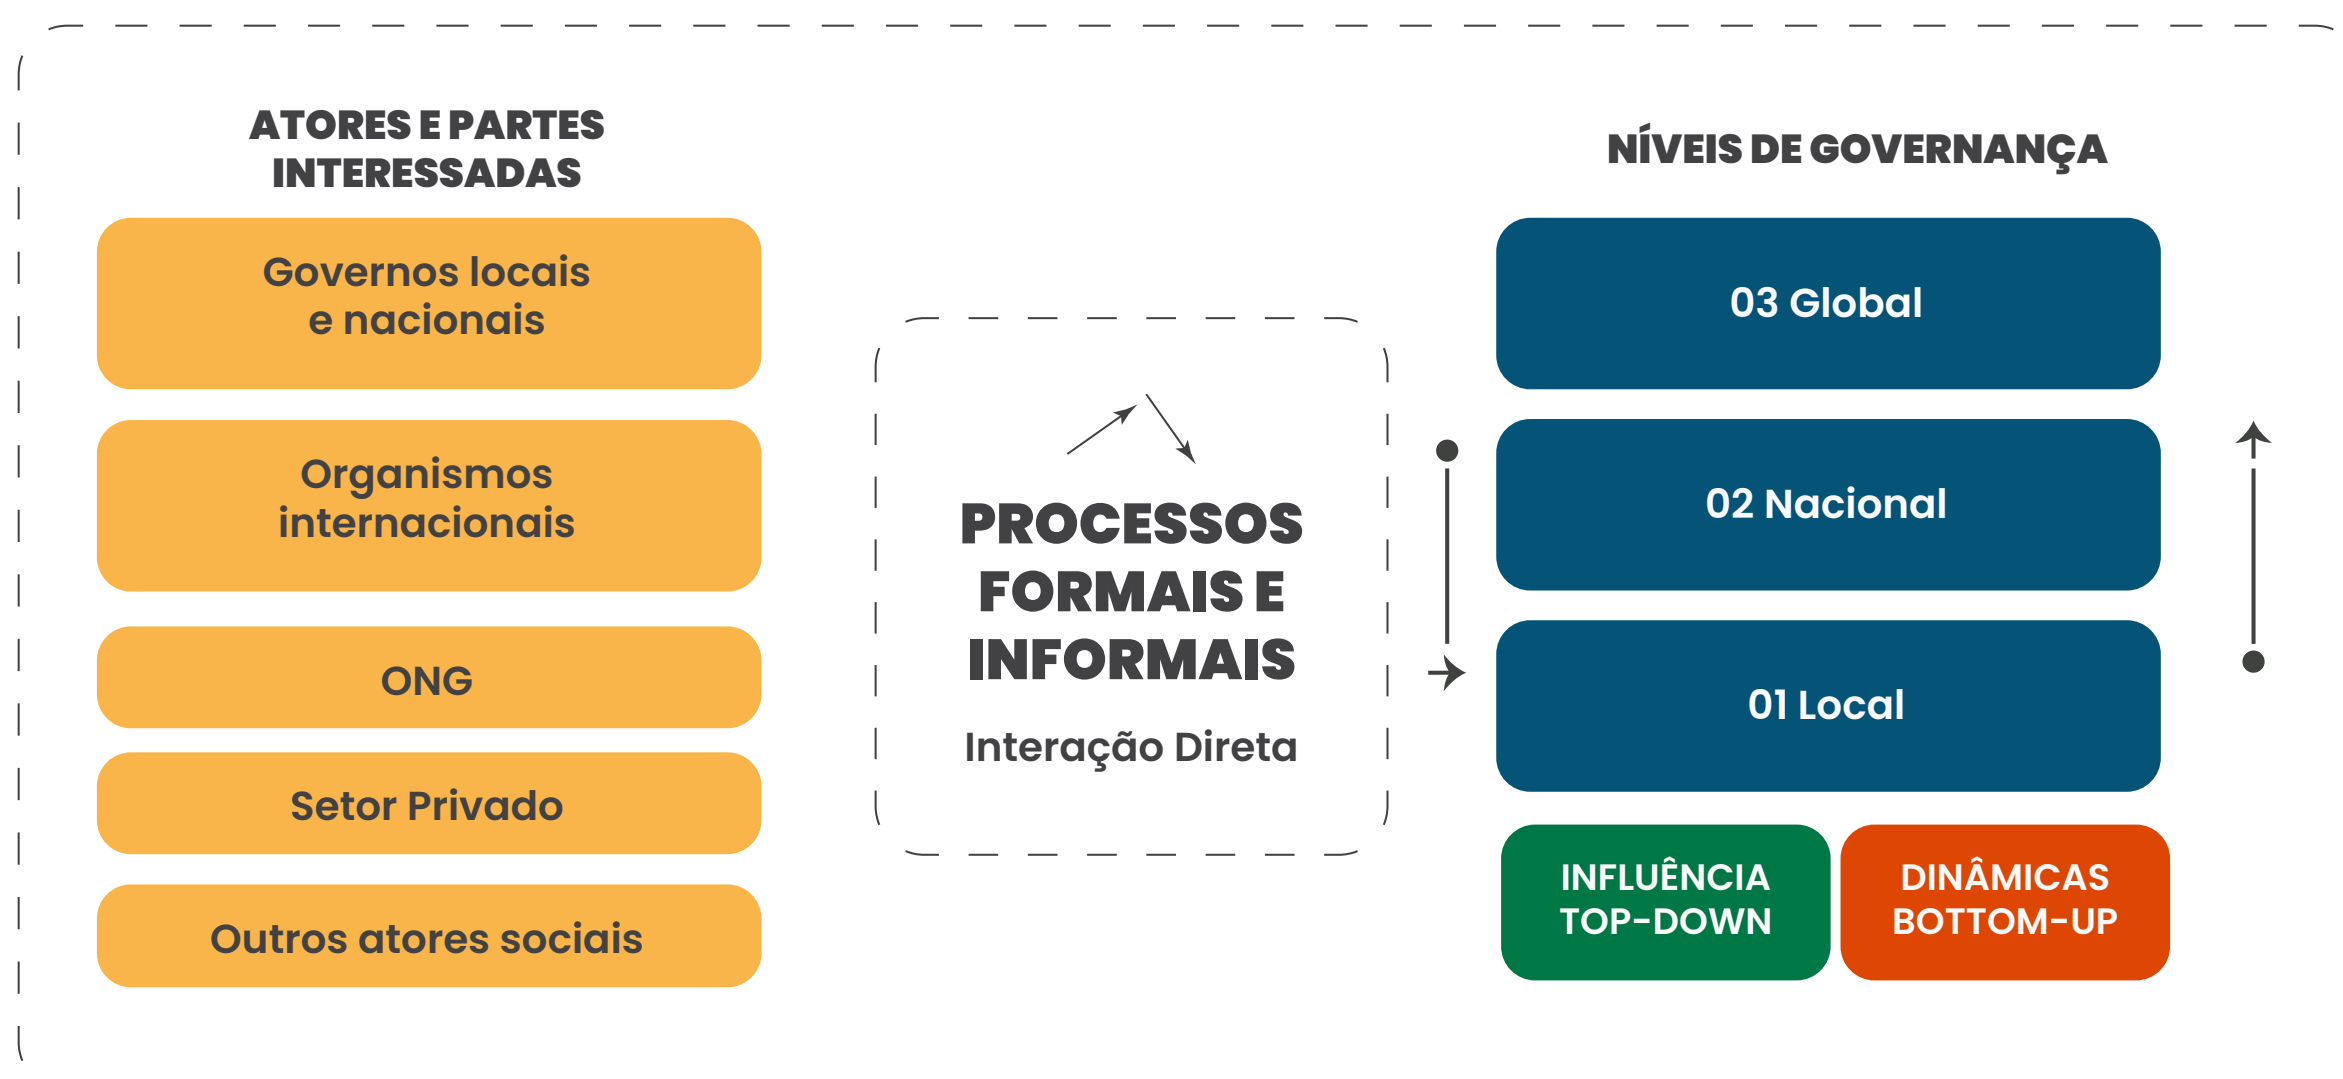 ATORES E PARTES
INTERESSADAS
Governos locais
e nacionais
Organismos
internacionais
ONG
Setor Privado
Outros atores sociais
PROCESSOS
FORMAIS E
INFORMAIS
Interação Direta
NÍVEIS DE GOVERNANÇA
03 Global
02 Nacional
01 Local
INFLUÊNCIA
TOP-DOWN
DINÂMICAS
BOTTOM-UP